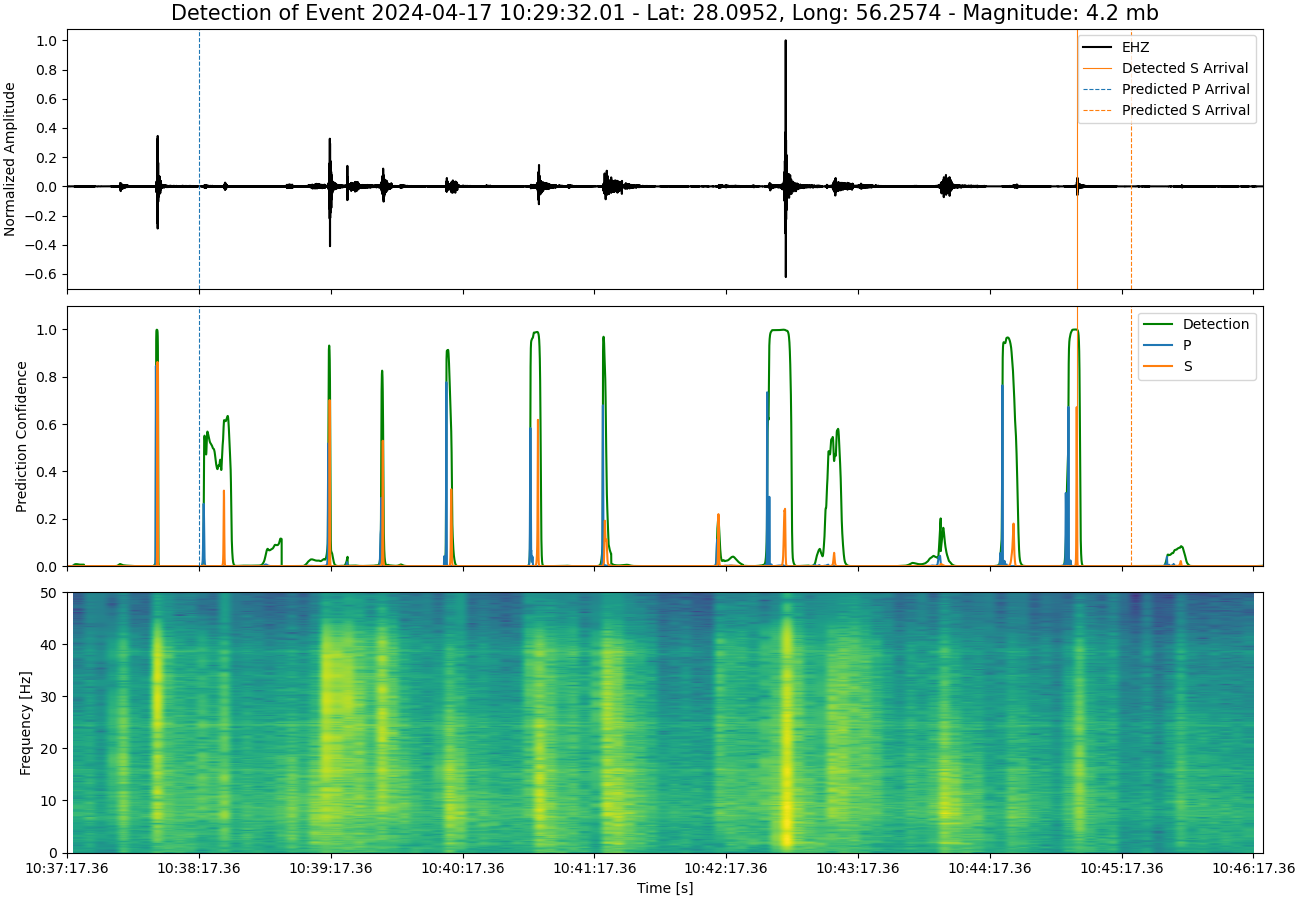 Detection of Event 2024-04-17 10:29:32.01 - Lat: 28.0952, Long: 56.2574 - Magnitude: 4.2 mb
Normalized Amplitude
1.0
0.8
0.6
0.4
0.2
0.0
−0.2
−0.4
−0.6
EHZ
Detected S Arrival
Predicted P Arrival
Predicted S Arrival
Prediction Confidence
1.0
0.8
0.6
0.4
0.2
0.0
Detection
P
S
Frequency [Hz]
50
40
30
20
10
0
10:37:17.36 10:38:17.36 10:39:17.36 10:40:17.36 10:41:17.36 10:42:17.36 10:43:17.36 10:44:17.36 10:45:17.36 10:46:17.36
Time [s]